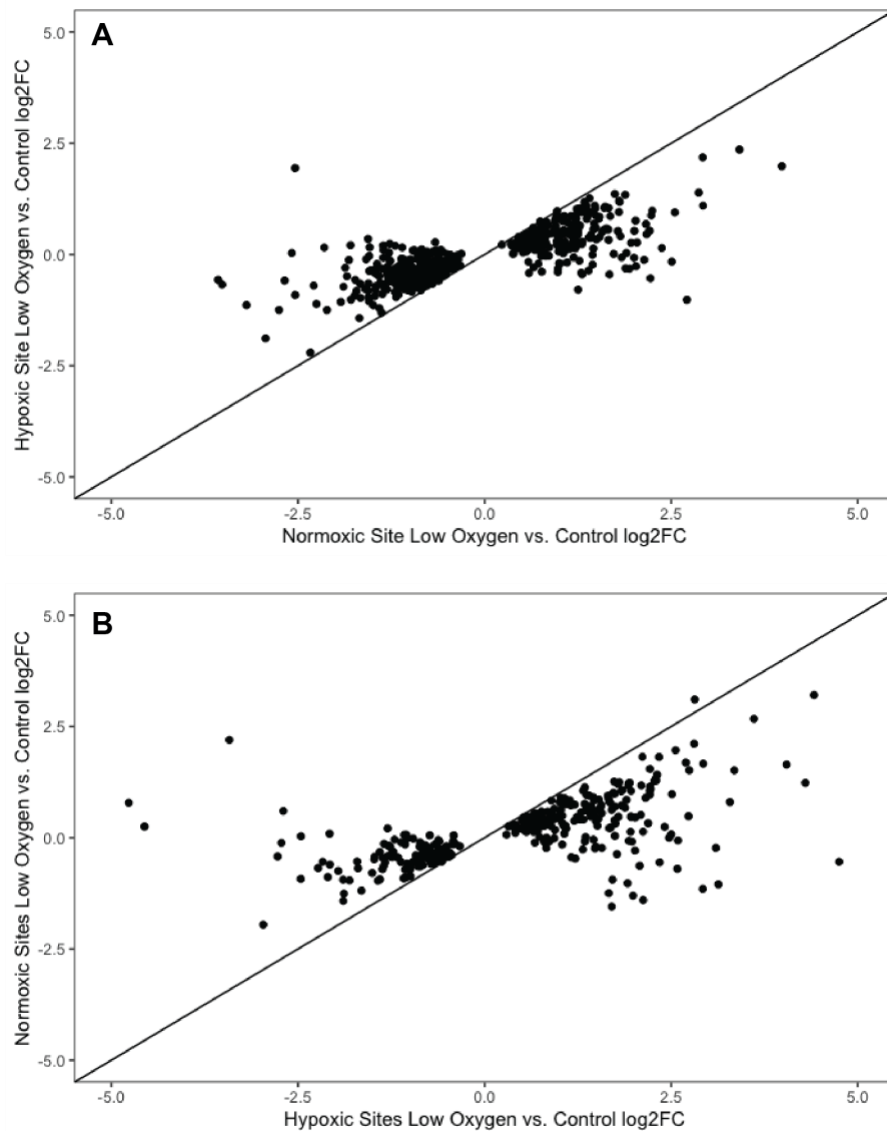 A
5.0
2.5
0.0
-2.5
-5.0
Hypoxic Site Low Oxygen vs. Control log2FC
-5.0 -2.5 0.0 2.5 5.0
Normoxic Site Low Oxygen vs. Control log2FC
B
5.0
2.5
0.0
-2.5
-5.0
Normoxic Sites Low Oxygen vs. Control log2FC
-5.0 -2.5 0.0 2.5 5.0
Hypoxic Sites Low Oxygen vs. Control log2FC